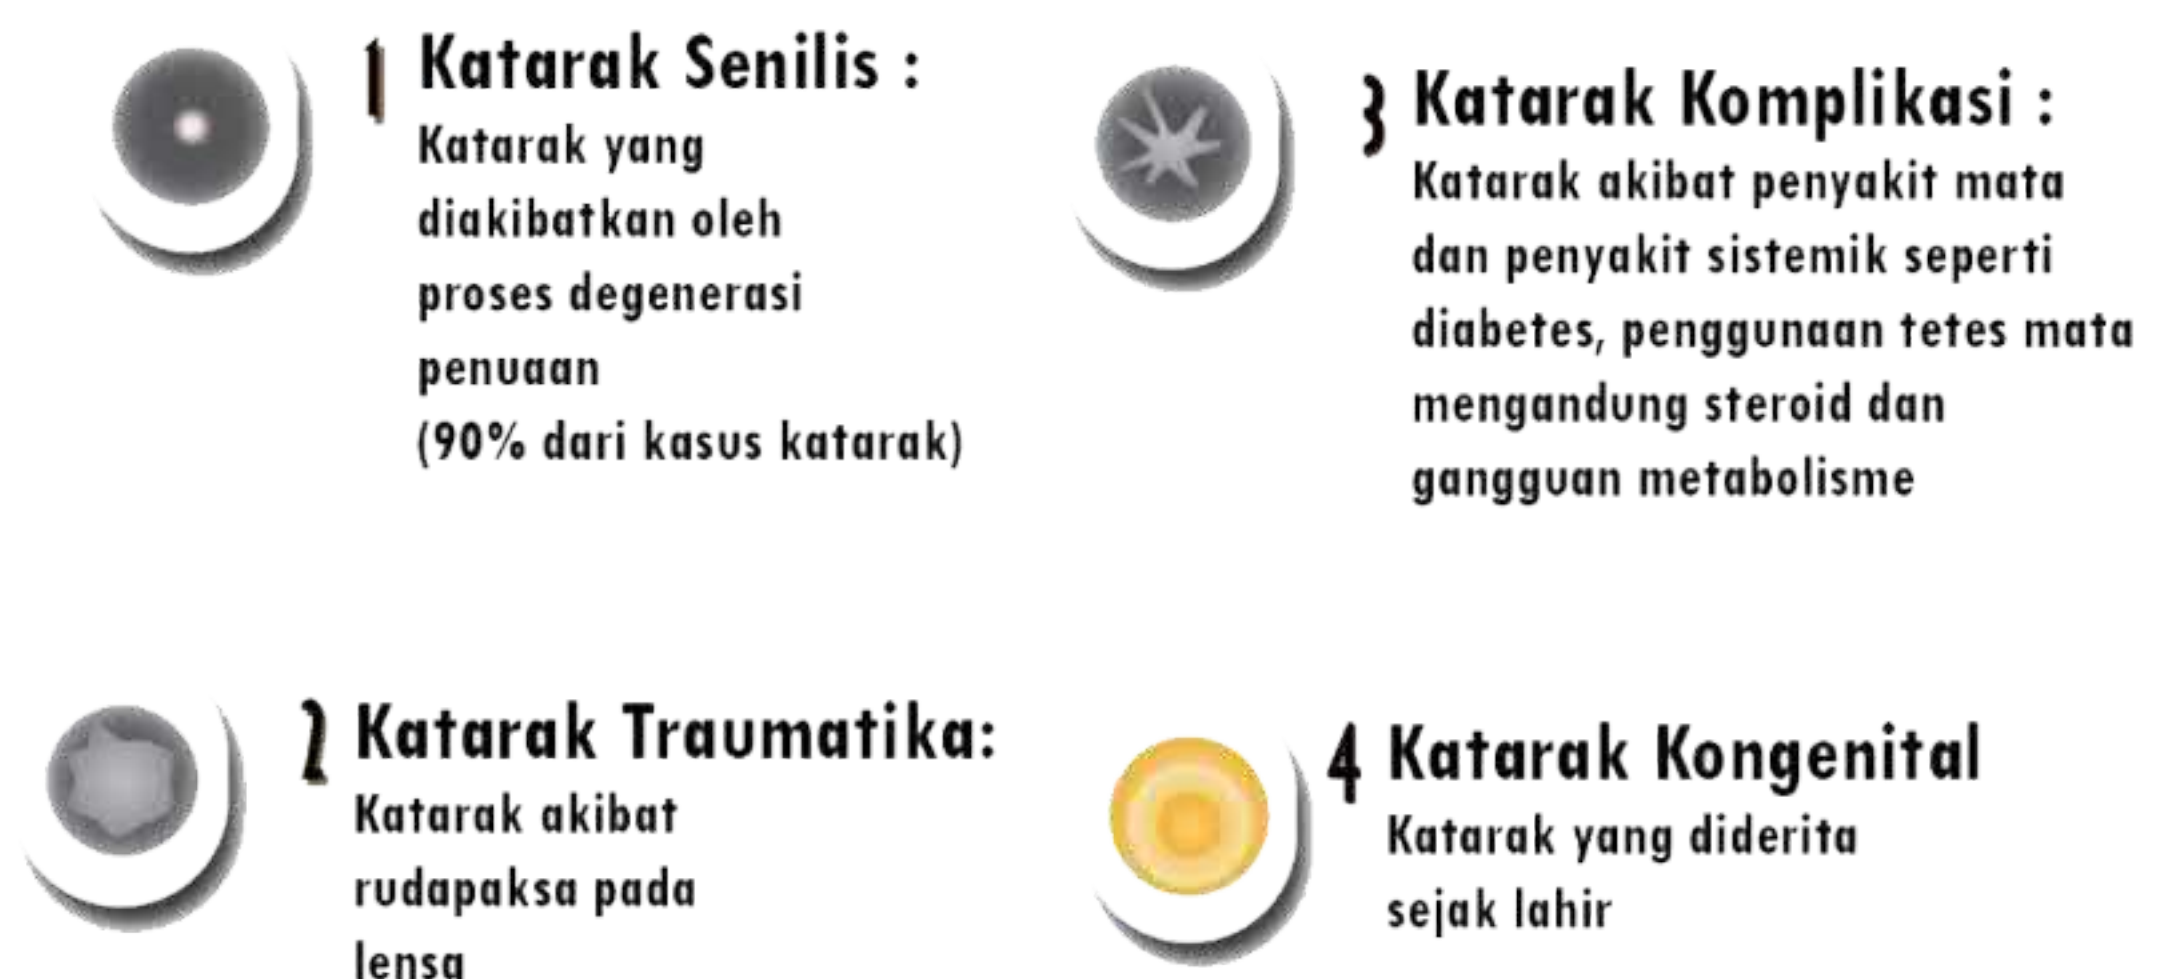 1 Katarak Senilis :
Katarak yang
diakibatkan oleh
proses degenerasi
penuaan
(90% dari kasus katarak)
2 Katarak Traumatika:
Katarak akibat
rudapaksa pada
lensa
3 Katarak Komplikasi :
Katarak akibat penyakit mata
dan penyakit sistemik seperti
diabetes, penggunaan tetes mata
mengandung steroid dan
gangguan metabolisme
4 Katarak Kongenital
Katarak yang diderita
sejak lahir